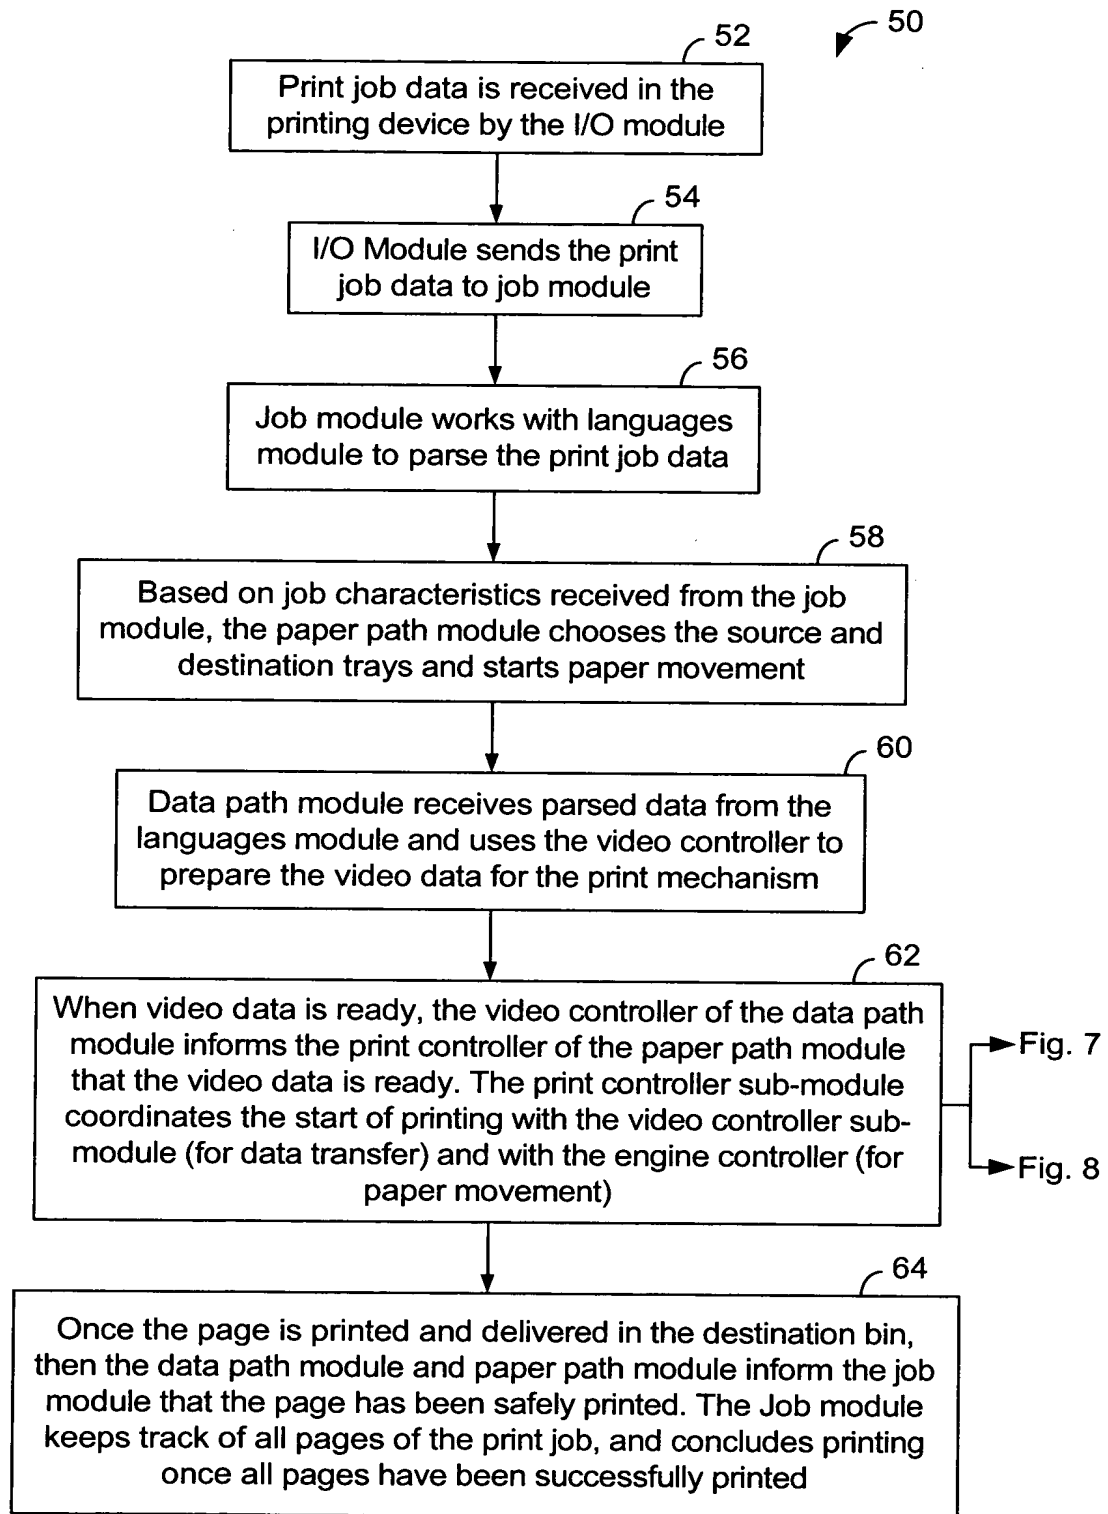 50
52
Print job data is received in the
printing device by the I/O module
54
I/O Module sends the print
job data to job module
56
Job module works with languages
module to parse the print job data
58
Based on job characteristics received from the job
module, the paper path module chooses the source and
destination trays and starts paper movement
60
Data path module receives parsed data from the
languages module and uses the video controller to
prepare the video data for the print mechanism
62
When video data is ready, the video controller of the data path
module informs the print controller of the paper path module
that the video data is ready. The print controller sub-module
coordinates the start of printing with the video controller sub-
module (for data transfer) and with the engine controller (for
paper movement)
Fig. 7
Fig. 8
64
Once the page is printed and delivered in the destination bin,
then the data path module and paper path module inform the job
module that the page has been safely printed. The Job module
keeps track of all pages of the print job, and concludes printing
once all pages have been successfully printed